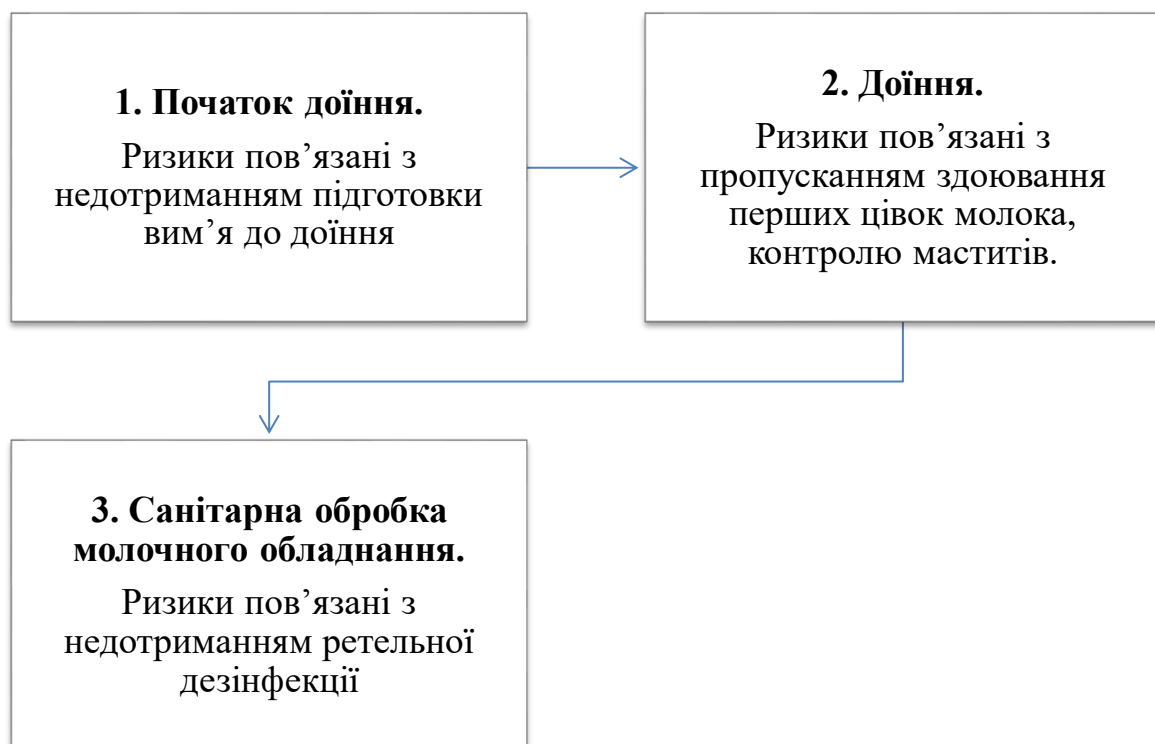 1. Початок доїння.
Ризики пов’язані з
недотриманням підготовки
вим’я до доїння
2. Доїння.
Ризики пов’язані з
пропусканням здоювання
перших цівок молока,
контролю маститів.
3. Санітарна обробка
молочного обладнання.
Ризики пов’язані з
недотриманням ретельної
дезінфекції